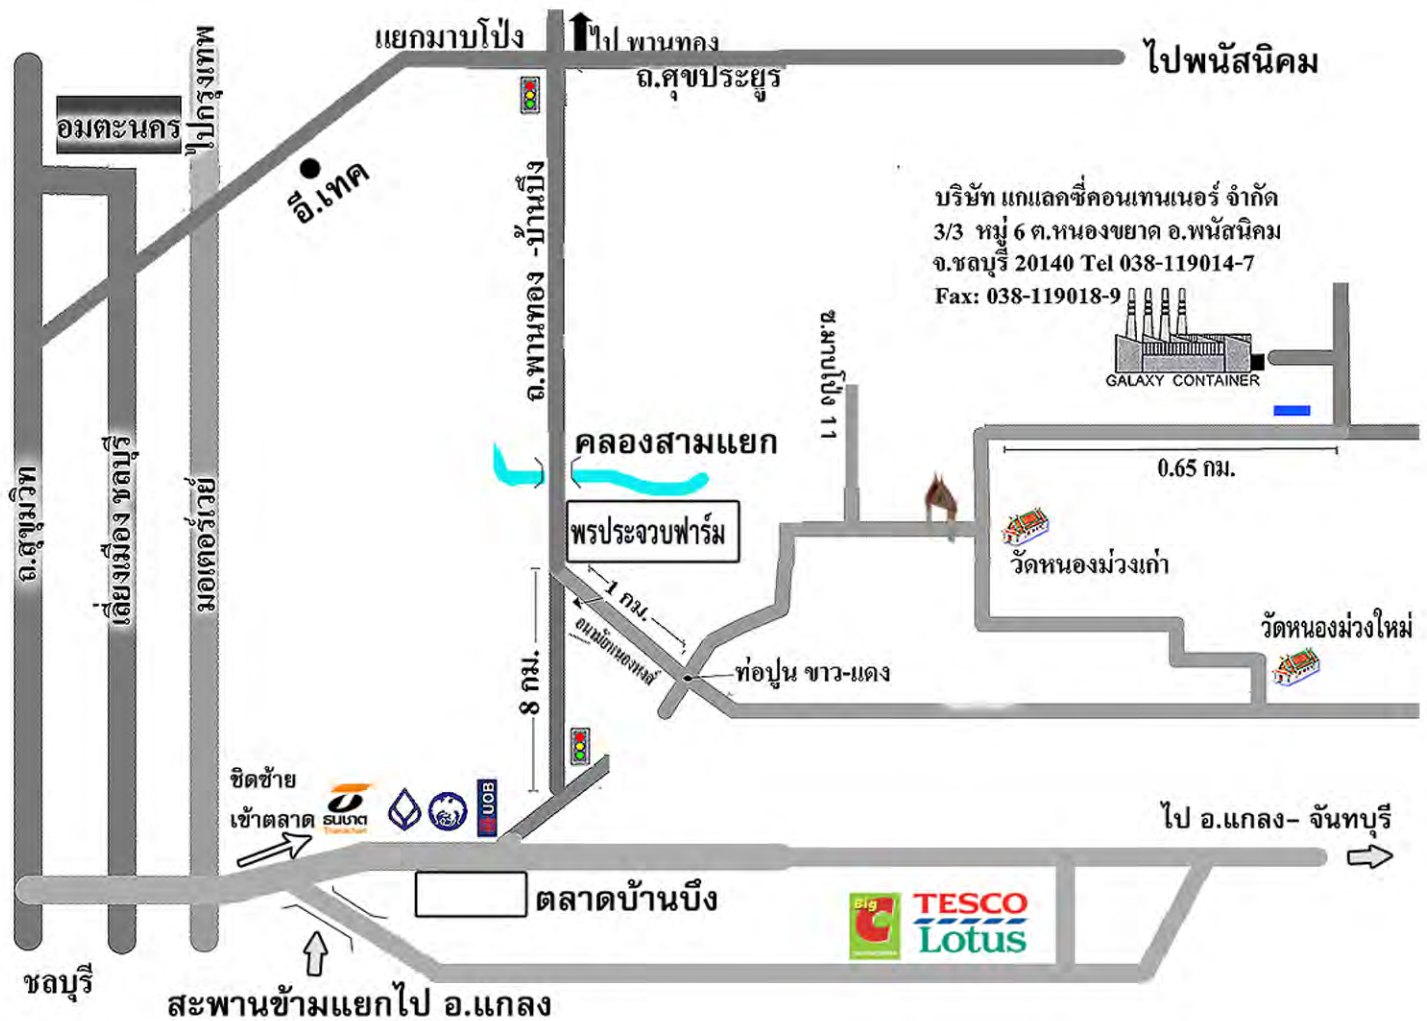 แยกมาบโป่ง
ไป พานทอง
ถ.ศุขประยูร
ไปพนัสนิคม
อมตะนคร
ไปกรุงเทพ
อี.เทค
ถ.พานทอง -บ้านบึง
บริษัท แกแลคซี่คอนเทนเนอร์ จำกัด
3/3 หมู่ 6 ต.หนองขยาด อ.พนัสนิคม
จ.ชลบุรี 20140 Tel 038-119014-7
Fax: 038-119018-9
GALAXY CONTAINER
ซ.มาบโป่ง 11
คลองสามแยก
0.65 กม.
พรประจวบฟาร์ม
วัดหนองม่วงเก่า
วัดหนองม่วงใหม่
1 กม.
8 กม.
ท่อปูน ขาว-แดง
ถ.สุขุมวิท
เลี่ยงเมือง ชลบุรี
มอเตอร์เวย์
ชิดซ้าย
เข้าตลาด
ธนชาต
Thanachart
UOB
ไป อ.แกลง- จันทบุรี
ตลาดบ้านบึง
Big C
TESCO
Lotus
ชลบุรี
สะพานข้ามแยกไป อ.แกลง